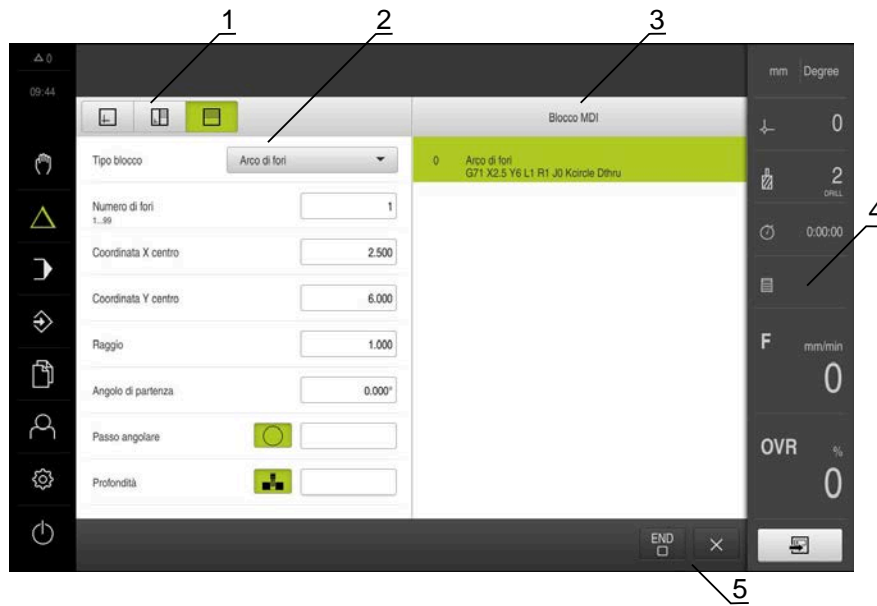 1
2
3
△ 0
mm Degree
09:44
Blocco MDI
0
Tipo blocco Arco di fori
0 Arco di fori
G71 X2.5 Y6 L1 R1 J0 Kcircle Dthru
2
DRILL
Numero di fori 1
1...99
4
0:00:00
Coordinata X centro 2.500
Coordinata Y centro 6.000
F mm/min
0
Raggio 1.000
Angolo di partenza 0.000°
Passo angolare
OVR %
0
Profondità
END
5